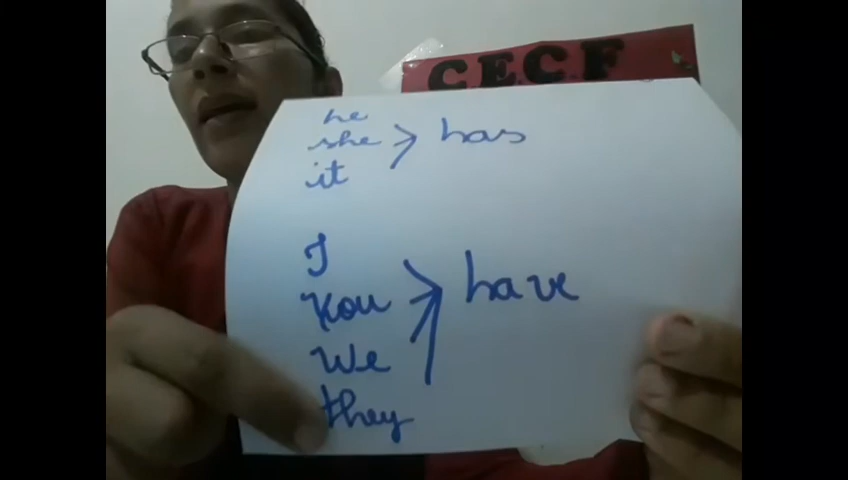 CECF
he
she > has
it
I
You > have
We
they